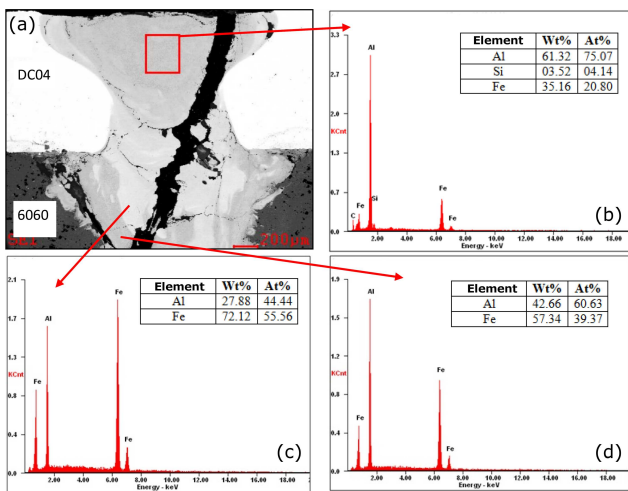 (a)
DC04
6060
200µm
Element Wt% At%
Al 61.32 75.07
Si 03.52 04.14
Fe 35.16 20.80
3.3
2.7
2.0
1.3
0.7
0.0
KCnt
Al
C
Fe
Si
Fe
Fe
2.00 4.00 6.00 8.00 10.00 12.00 14.00 16.00 18.00
Energy - keV
(b)
Element Wt% At%
Al 27.88 44.44
Fe 72.12 55.56
2.1
1.7
1.3
0.8
0.4
0.0
KCnt
Fe
Al
Fe
Fe
2.00 4.00 6.00 8.00 10.00 12.00 14.00 16.00 18.00 2
Energy - keV
(c)
Element Wt% At%
Al 42.66 60.63
Fe 57.34 39.37
1.9
1.5
1.1
0.8
0.4
0.0
KCnt
Al
Fe
Fe
Fe
2.00 4.00 6.00 8.00 10.00 12.00 14.00 16.00 18.00
Energy - keV
(d)